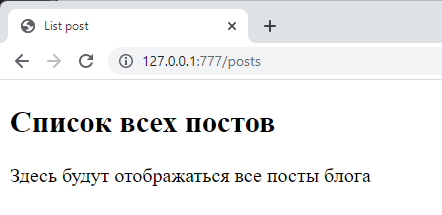 List post
127.0.0.1:777/posts
Список всех постов
Здесь будут отображаться все посты блога